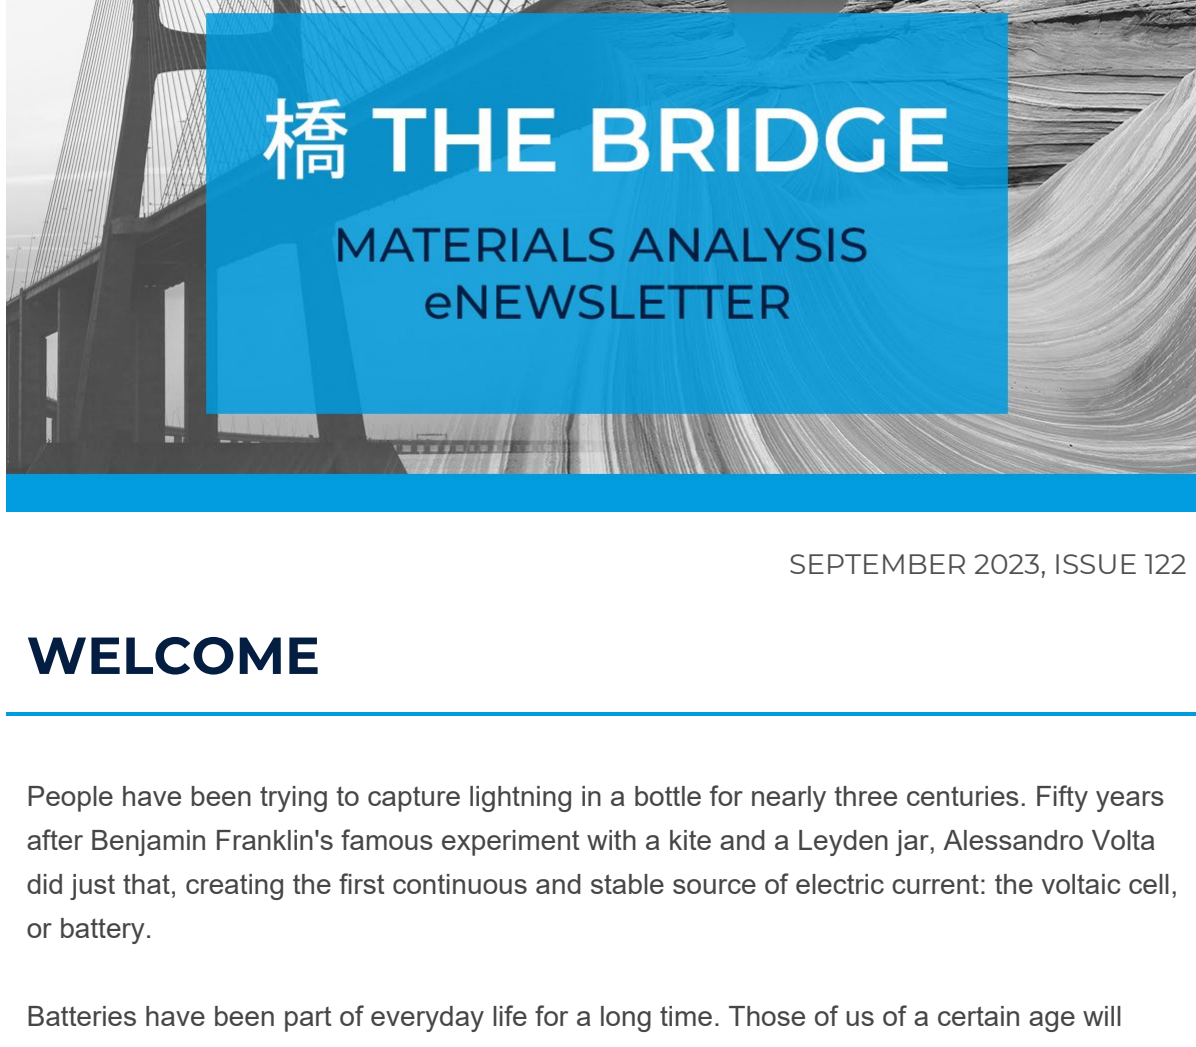 橋 THE BRIDGE
MATERIALS ANALYSIS
eNEWSLETTER
SEPTEMBER 2023, ISSUE 122
WELCOME
People have been trying to capture lightning in a bottle for nearly three centuries. Fifty years
after Benjamin Franklin's famous experiment with a kite and a Leyden jar, Alessandro Volta
did just that, creating the first continuous and stable source of electric current: the voltaic cell,
or battery.
Batteries have been part of everyday life for a long time. Those of us of a certain age will